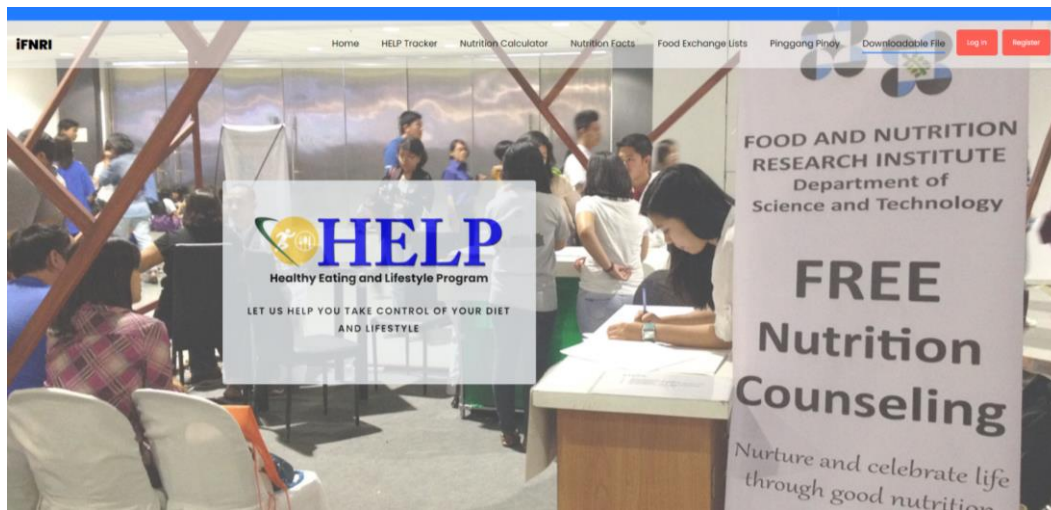 iFNRI
Home HELP Tracker Nutrition Calculator Nutrition Facts Food Exchange Lists Pinggang Pinoy Downloadable File Log In Register
HELP
Healthy Eating and Lifestyle Program
LET US HELP YOU TAKE CONTROL OF YOUR DIET
AND LIFESTYLE
FOOD AND NUTRITION
RESEARCH INSTITUTE
Department of
Science and Technology
FREE
Nutrition
Counseling
Nurture and celebrate life
through good nutrition